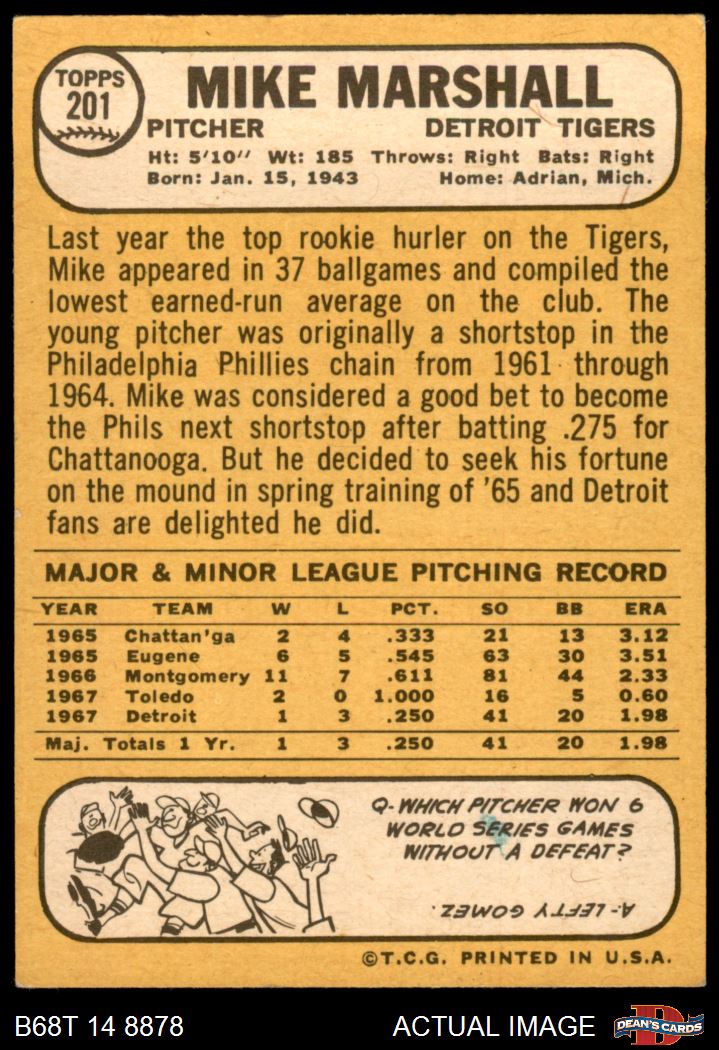 TOPPS
201
MIKE MARSHALL
PITCHER DETROIT TIGERS
Ht: 5'10" Wt: 185 Throws: Right Bats: Right
Born: Jan. 15, 1943 Home: Adrian, Mich.
Last year the top rookie hurler on the Tigers,
Mike appeared in 37 ballgames and compiled the
lowest earned-run average on the club. The
young pitcher was originally a shortstop in the
Philadelphia Phillies chain from 1961 through
1964. Mike was considered a good bet to become
the Phils next shortstop after batting .275 for
Chattanooga. But he decided to seek his fortune
on the mound in spring training of '65 and Detroit
fans are delighted he did.
MAJOR & MINOR LEAGUE PITCHING RECORD
YEAR TEAM W L PCT. SO BB ERA
1965 Chattan'ga 2 4 .333 21 13 3.12
1965 Eugene 6 5 .545 63 30 3.51
1966 Montgomery 11 7 .611 81 44 2.33
1967 Toledo 2 0 1.000 16 5 0.60
1967 Detroit 1 3 .250 41 20 1.98
Maj. Totals 1 Yr. 1 3 .250 41 20 1.98
Q- WHICH PITCHER WON 6
WORLD SERIES GAMES
WITHOUT A DEFEAT?
A- LEFTY GOMEZ.
©T.C.G. PRINTED IN U.S.A.
B68T 14 8878 ACTUAL IMAGE D DEAN'S CARDS